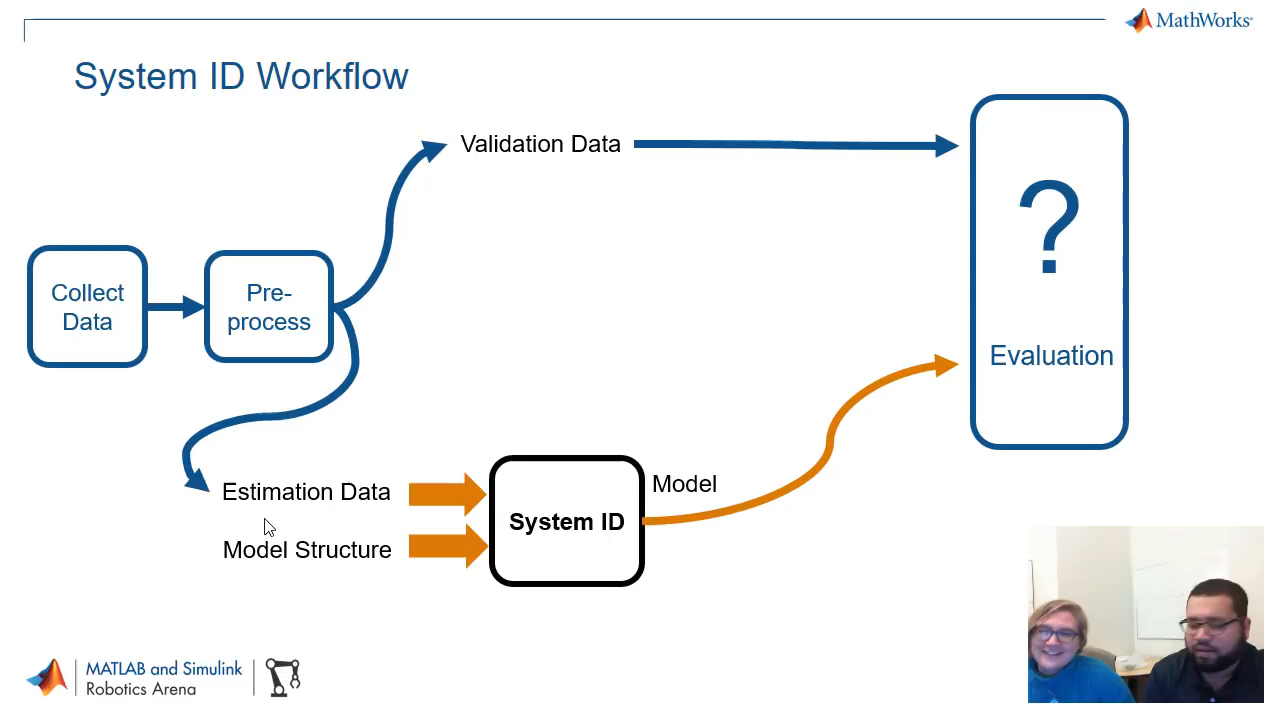 MathWorks
System ID Workflow
Validation Data
?
Collect
Data
Pre-
process
Evaluation
Estimation Data
Model
System ID
Model Structure
MATLAB and Simulink
Robotics Arena